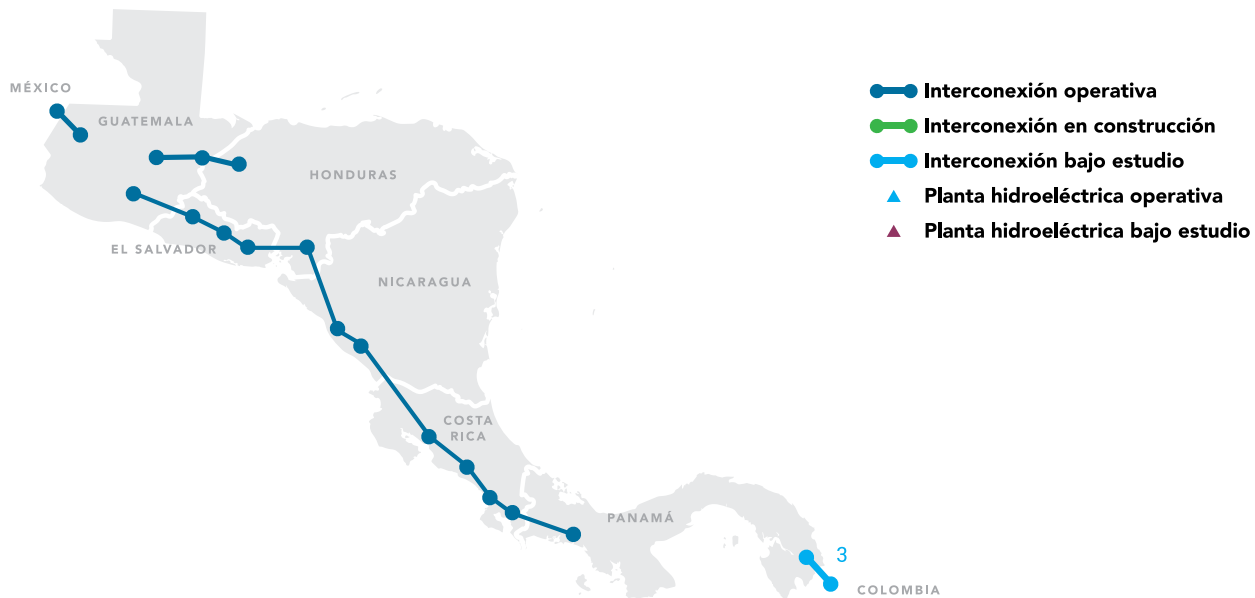 MÉXICO
GUATEMALA
HONDURAS
EL SALVADOR
NICARAGUA
COSTA
RICA
PANAMÁ
3
COLOMBIA
Interconexión operativa
Interconexión en construcción
Interconexión bajo estudio
Planta hidroeléctrica operativa
Planta hidroeléctrica bajo estudio